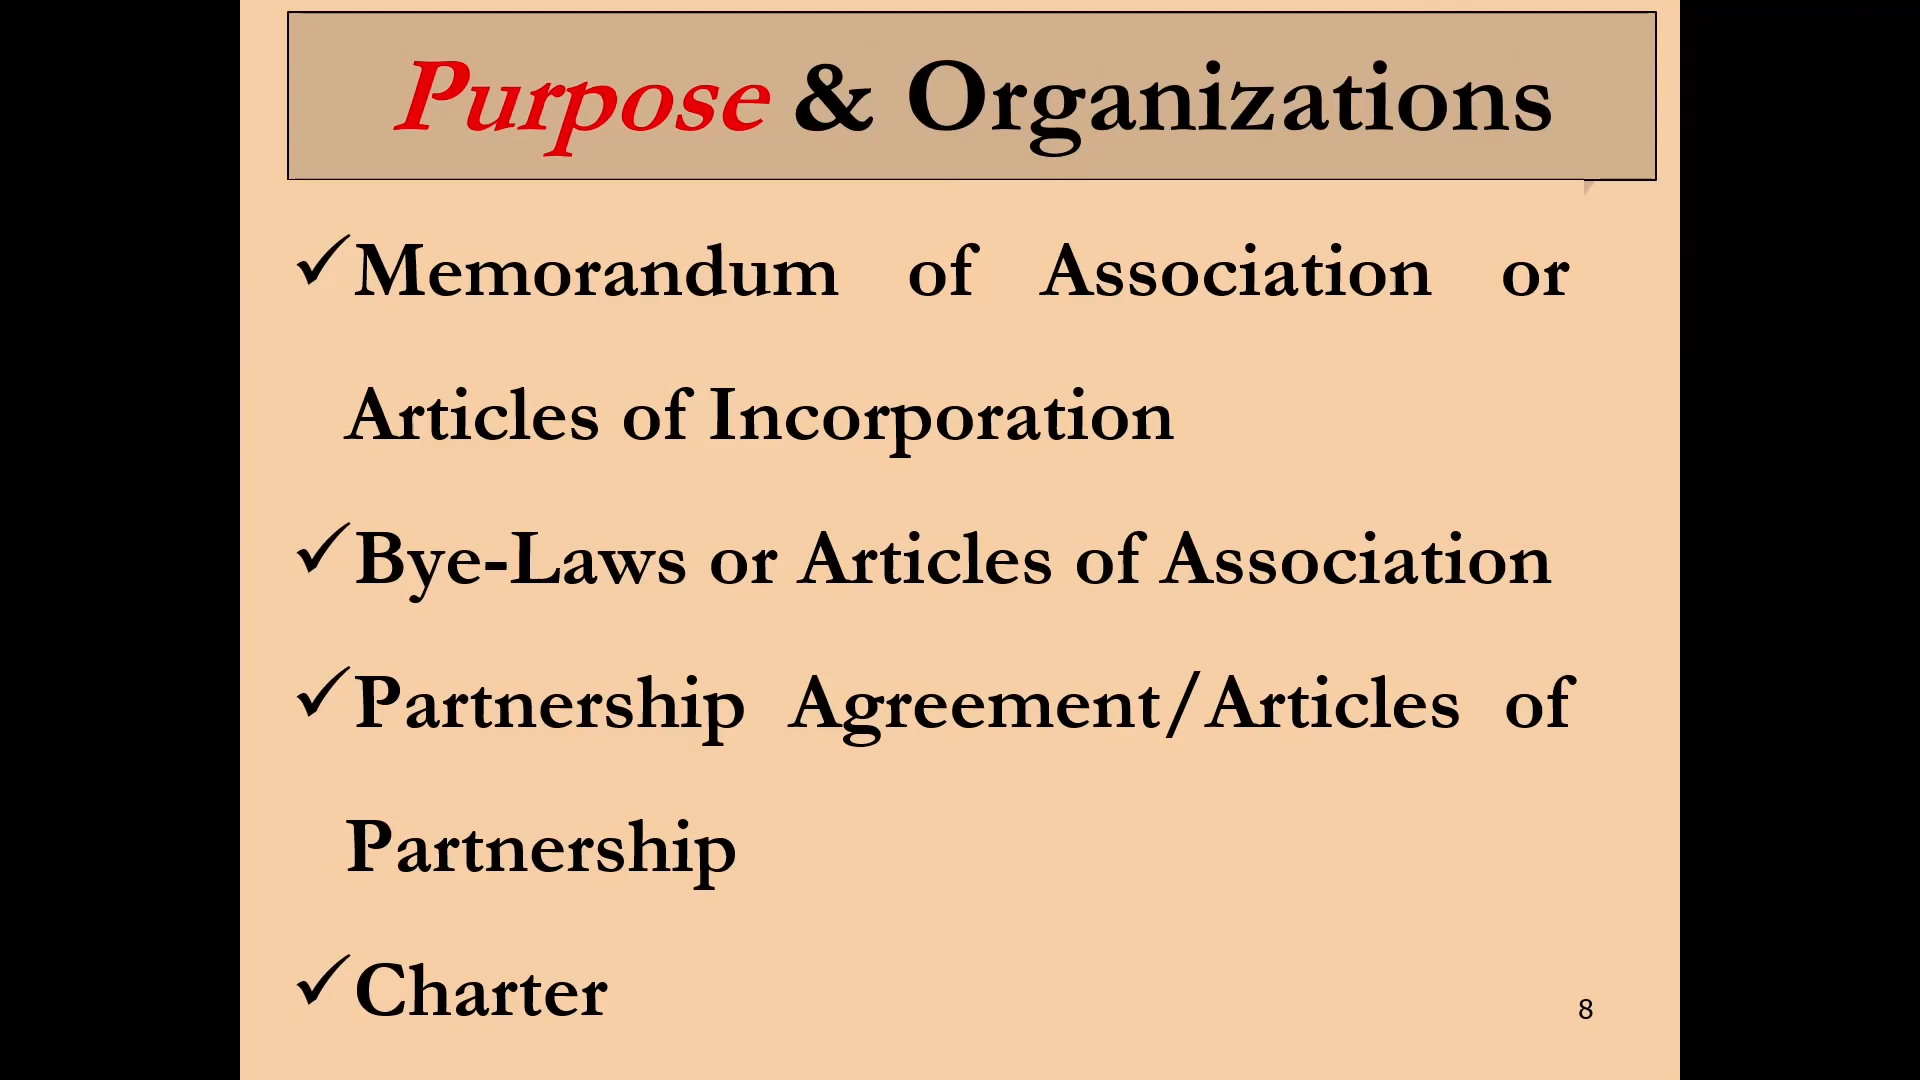 Purpose & Organizations
✓Memorandum of Association or
Articles of Incorporation
✓Bye-Laws or Articles of Association
✓Partnership Agreement/Articles of
Partnership
✓Charter
8